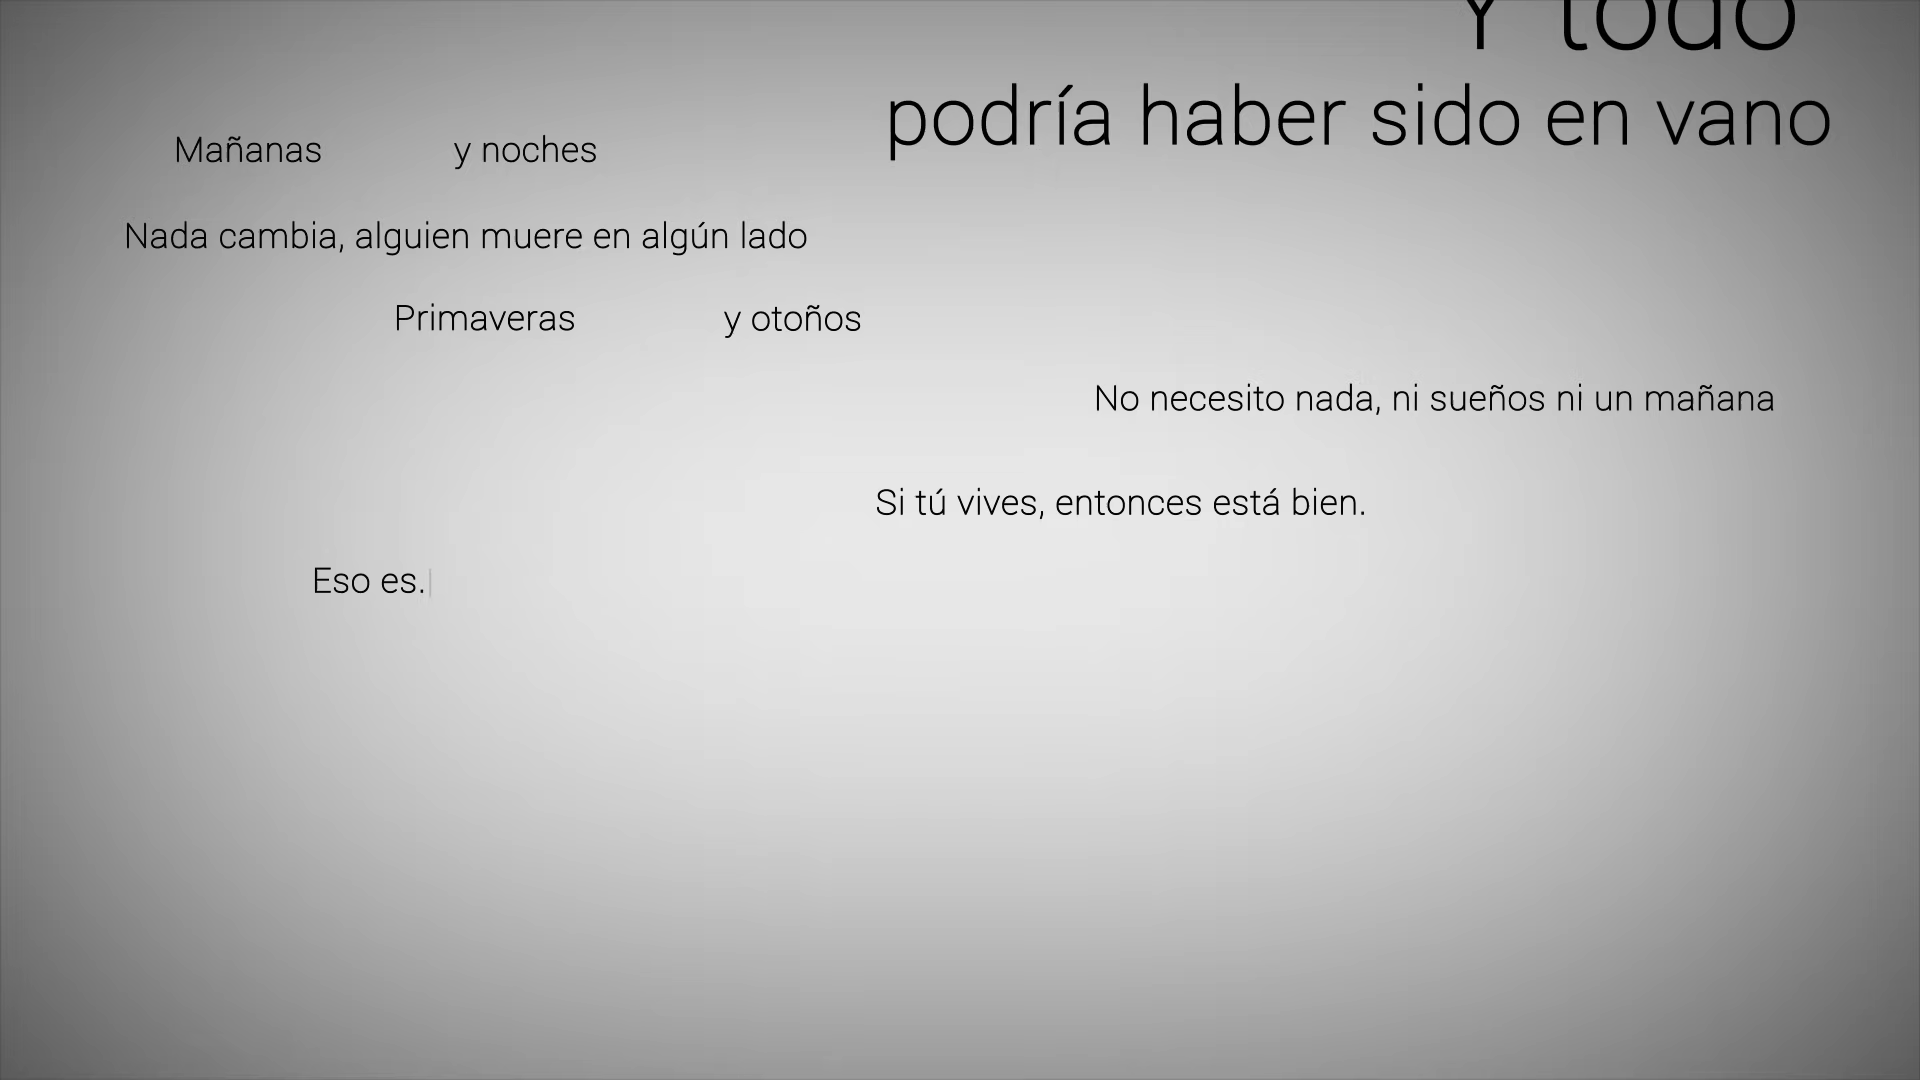 Y todo
podría haber sido en vano
Mañanas y noches
Nada cambia, alguien muere en algún lado
Primaveras y otoños
No necesito nada, ni sueños ni un mañana
Si tú vives, entonces está bien.
Eso es.